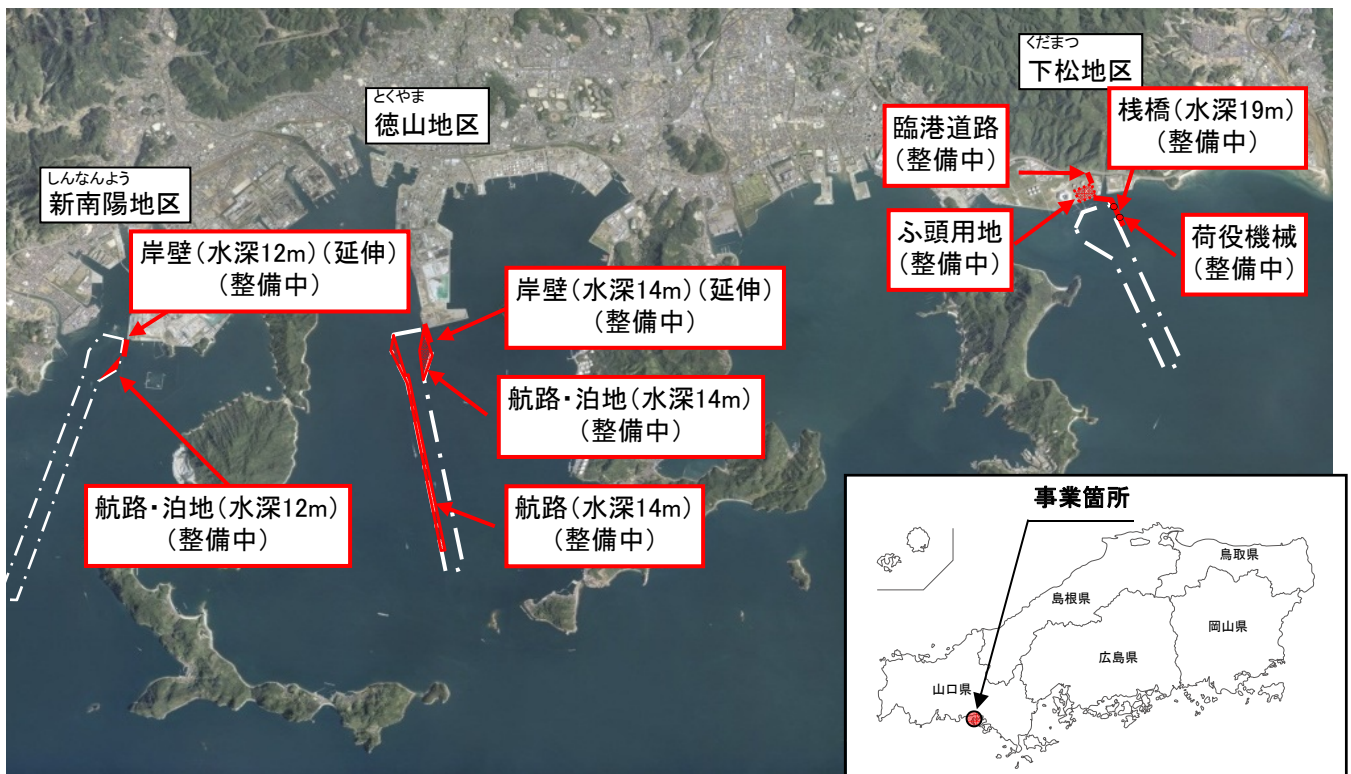 しんなんよう
新南陽地区
岸壁(水深12m)(延伸)
(整備中)
航路・泊地(水深12m)
(整備中)
とくやま
徳山地区
岸壁(水深14m)(延伸)
(整備中)
航路・泊地(水深14m)
(整備中)
航路(水深14m)
(整備中)
くだまつ
下松地区
臨港道路
(整備中)
桟橋(水深19m)
(整備中)
ふ頭用地
(整備中)
荷役機械
(整備中)
事業箇所
鳥取県
島根県
岡山県
広島県
山口県